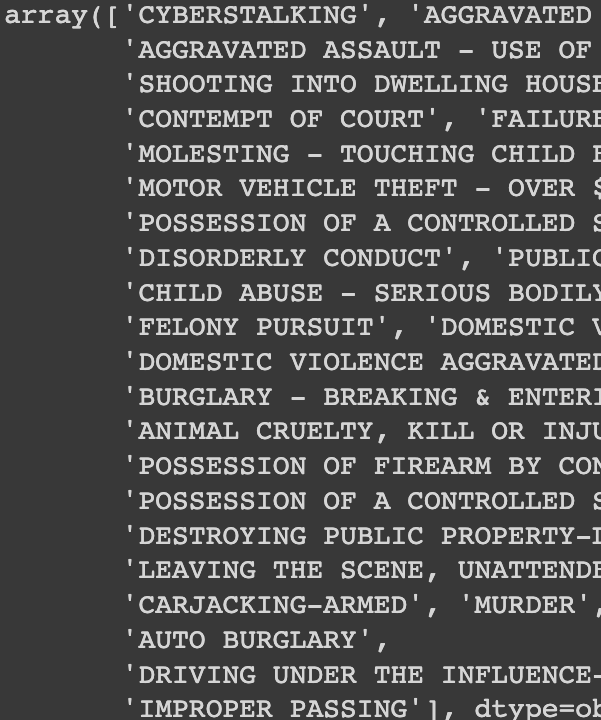 array(['CYBERSTALKING', 'AGGRAVATED
'AGGRAVATED ASSAULT - USE OF
'SHOOTING INTO DWELLING HOUSE
'CONTEMPT OF COURT', 'FAILURE
'MOLESTING - TOUCHING CHILD
'MOTOR VEHICLE THEFT - OVER $
'POSSESSION OF A CONTROLLED S
'DISORDERLY CONDUCT', 'PUBLIC
'CHILD ABUSE - SERIOUS BODILY
'FELONY PURSUIT', 'DOMESTIC V
'DOMESTIC VIOLENCE AGGRAVATED
'BURGLARY - BREAKING & ENTERI
'ANIMAL CRUELTY, KILL OR INJU
'POSSESSION OF FIREARM BY CON
'POSSESSION OF A CONTROLLED S
'DESTROYING PUBLIC PROPERTY-
'LEAVING THE SCENE, UNATTENDE
'CARJACKING-ARMED', 'MURDER',
'AUTO BURGLARY',
'DRIVING UNDER THE INFLUENCE-
'IMPROPER PASSING'], dtype=ob